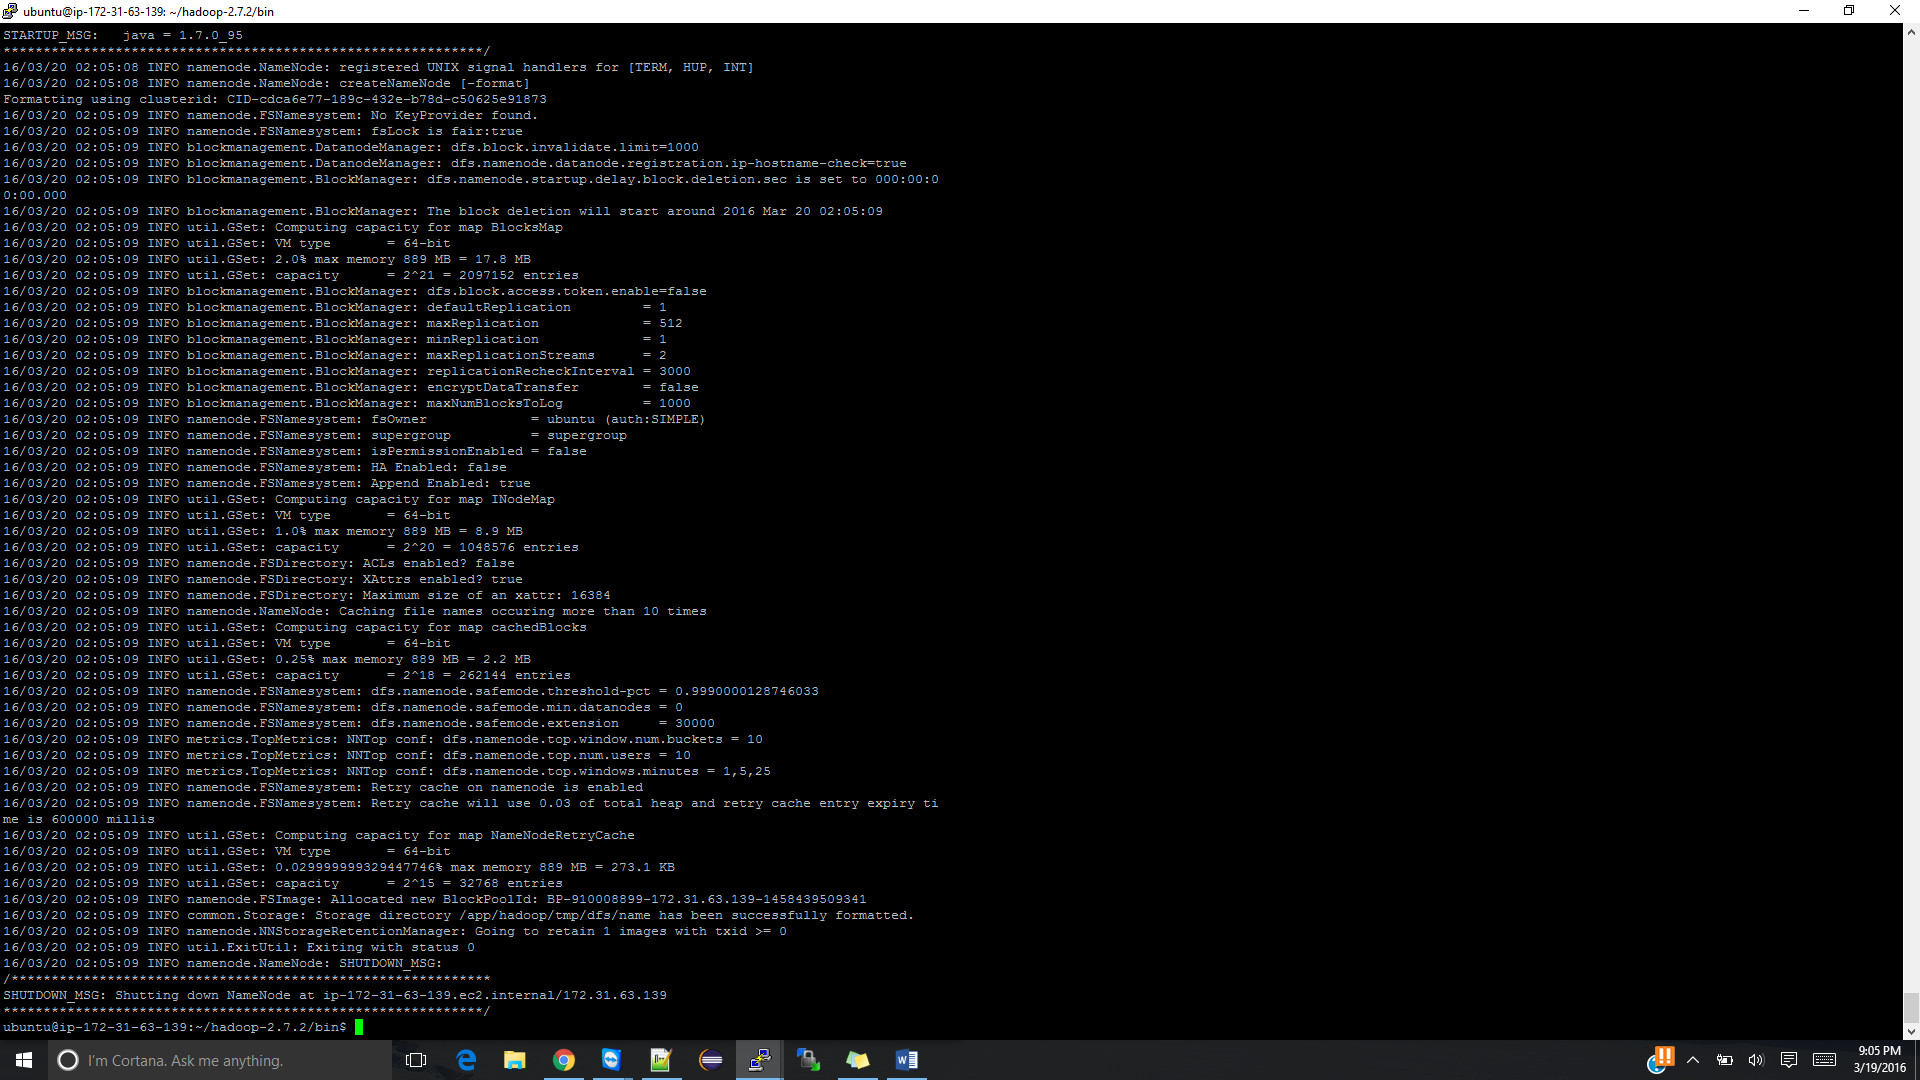 ubuntu@ip-172-31-63-139: ~/hadoop-2.7.2/bin
STARTUP_MSG:   java = 1.7.0_95
************************************************************/
16/03/20 02:05:08 INFO namenode.NameNode: registered UNIX signal handlers for [TERM, HUP, INT]
16/03/20 02:05:08 INFO namenode.NameNode: createNameNode [-format]
Formatting using clusterid: CID-cdca6e77-189c-432e-b78d-c50625e91873
16/03/20 02:05:09 INFO namenode.FSNamesystem: No KeyProvider found.
16/03/20 02:05:09 INFO namenode.FSNamesystem: fsLock is fair:true
16/03/20 02:05:09 INFO blockmanagement.DatanodeManager: dfs.block.invalidate.limit=1000
16/03/20 02:05:09 INFO blockmanagement.DatanodeManager: dfs.namenode.datanode.registration.ip-hostname-check=true
16/03/20 02:05:09 INFO blockmanagement.BlockManager: dfs.namenode.startup.delay.block.deletion.sec is set to 000:00:0
0:00.000
16/03/20 02:05:09 INFO blockmanagement.BlockManager: The block deletion will start around 2016 Mar 20 02:05:09
16/03/20 02:05:09 INFO util.GSet: Computing capacity for map BlocksMap
16/03/20 02:05:09 INFO util.GSet: VM type       = 64-bit
16/03/20 02:05:09 INFO util.GSet: 2.0% max memory 889 MB = 17.8 MB
16/03/20 02:05:09 INFO util.GSet: capacity      = 2^21 = 2097152 entries
16/03/20 02:05:09 INFO blockmanagement.BlockManager: dfs.block.access.token.enable=false
16/03/20 02:05:09 INFO blockmanagement.BlockManager: defaultReplication         = 1
16/03/20 02:05:09 INFO blockmanagement.BlockManager: maxReplication             = 512
16/03/20 02:05:09 INFO blockmanagement.BlockManager: minReplication             = 1
16/03/20 02:05:09 INFO blockmanagement.BlockManager: maxReplicationStreams      = 2
16/03/20 02:05:09 INFO blockmanagement.BlockManager: replicationRecheckInterval = 3000
16/03/20 02:05:09 INFO blockmanagement.BlockManager: encryptDataTransfer        = false
16/03/20 02:05:09 INFO blockmanagement.BlockManager: maxNumBlocksToLog          = 1000
16/03/20 02:05:09 INFO namenode.FSNamesystem: fsOwner             = ubuntu (auth:SIMPLE)
16/03/20 02:05:09 INFO namenode.FSNamesystem: supergroup          = supergroup
16/03/20 02:05:09 INFO namenode.FSNamesystem: isPermissionEnabled = false
16/03/20 02:05:09 INFO namenode.FSNamesystem: HA Enabled: false
16/03/20 02:05:09 INFO namenode.FSNamesystem: Append Enabled: true
16/03/20 02:05:09 INFO util.GSet: Computing capacity for map INodeMap
16/03/20 02:05:09 INFO util.GSet: VM type       = 64-bit
16/03/20 02:05:09 INFO util.GSet: 1.0% max memory 889 MB = 8.9 MB
16/03/20 02:05:09 INFO util.GSet: capacity      = 2^20 = 1048576 entries
16/03/20 02:05:09 INFO namenode.FSDirectory: ACLs enabled? false
16/03/20 02:05:09 INFO namenode.FSDirectory: XAttrs enabled? true
16/03/20 02:05:09 INFO namenode.FSDirectory: Maximum size of an xattr: 16384
16/03/20 02:05:09 INFO namenode.NameNode: Caching file names occuring more than 10 times
16/03/20 02:05:09 INFO util.GSet: Computing capacity for map cachedBlocks
16/03/20 02:05:09 INFO util.GSet: VM type       = 64-bit
16/03/20 02:05:09 INFO util.GSet: 0.25% max memory 889 MB = 2.2 MB
16/03/20 02:05:09 INFO util.GSet: capacity      = 2^18 = 262144 entries
16/03/20 02:05:09 INFO namenode.FSNamesystem: dfs.namenode.safemode.threshold-pct = 0.9990000128746033
16/03/20 02:05:09 INFO namenode.FSNamesystem: dfs.namenode.safemode.min.datanodes = 0
16/03/20 02:05:09 INFO namenode.FSNamesystem: dfs.namenode.safemode.extension     = 30000
16/03/20 02:05:09 INFO metrics.TopMetrics: NNTop conf: dfs.namenode.top.window.num.buckets = 10
16/03/20 02:05:09 INFO metrics.TopMetrics: NNTop conf: dfs.namenode.top.num.users = 10
16/03/20 02:05:09 INFO metrics.TopMetrics: NNTop conf: dfs.namenode.top.windows.minutes = 1,5,25
16/03/20 02:05:09 INFO namenode.FSNamesystem: Retry cache on namenode is enabled
16/03/20 02:05:09 INFO namenode.FSNamesystem: Retry cache will use 0.03 of total heap and retry cache entry expiry ti
me is 600000 millis
16/03/20 02:05:09 INFO util.GSet: Computing capacity for map NameNodeRetryCache
16/03/20 02:05:09 INFO util.GSet: VM type       = 64-bit
16/03/20 02:05:09 INFO util.GSet: 0.029999999329447746% max memory 889 MB = 273.1 KB
16/03/20 02:05:09 INFO util.GSet: capacity      = 2^15 = 32768 entries
16/03/20 02:05:09 INFO namenode.FSImage: Allocated new BlockPoolId: BP-910008899-172.31.63.139-1458439509341
16/03/20 02:05:09 INFO common.Storage: Storage directory /app/hadoop/tmp/dfs/name has been successfully formatted.
16/03/20 02:05:09 INFO namenode.NNStorageRetentionManager: Going to retain 1 images with txid >= 0
16/03/20 02:05:09 INFO util.ExitUtil: Exiting with status 0
16/03/20 02:05:09 INFO namenode.NameNode: SHUTDOWN_MSG:
/************************************************************
SHUTDOWN_MSG: Shutting down NameNode at ip-172-31-63-139.ec2.internal/172.31.63.139
************************************************************/
ubuntu@ip-172-31-63-139:~/hadoop-2.7.2/bin$
I'm Cortana. Ask me anything.
9:05 PM
3/19/2016